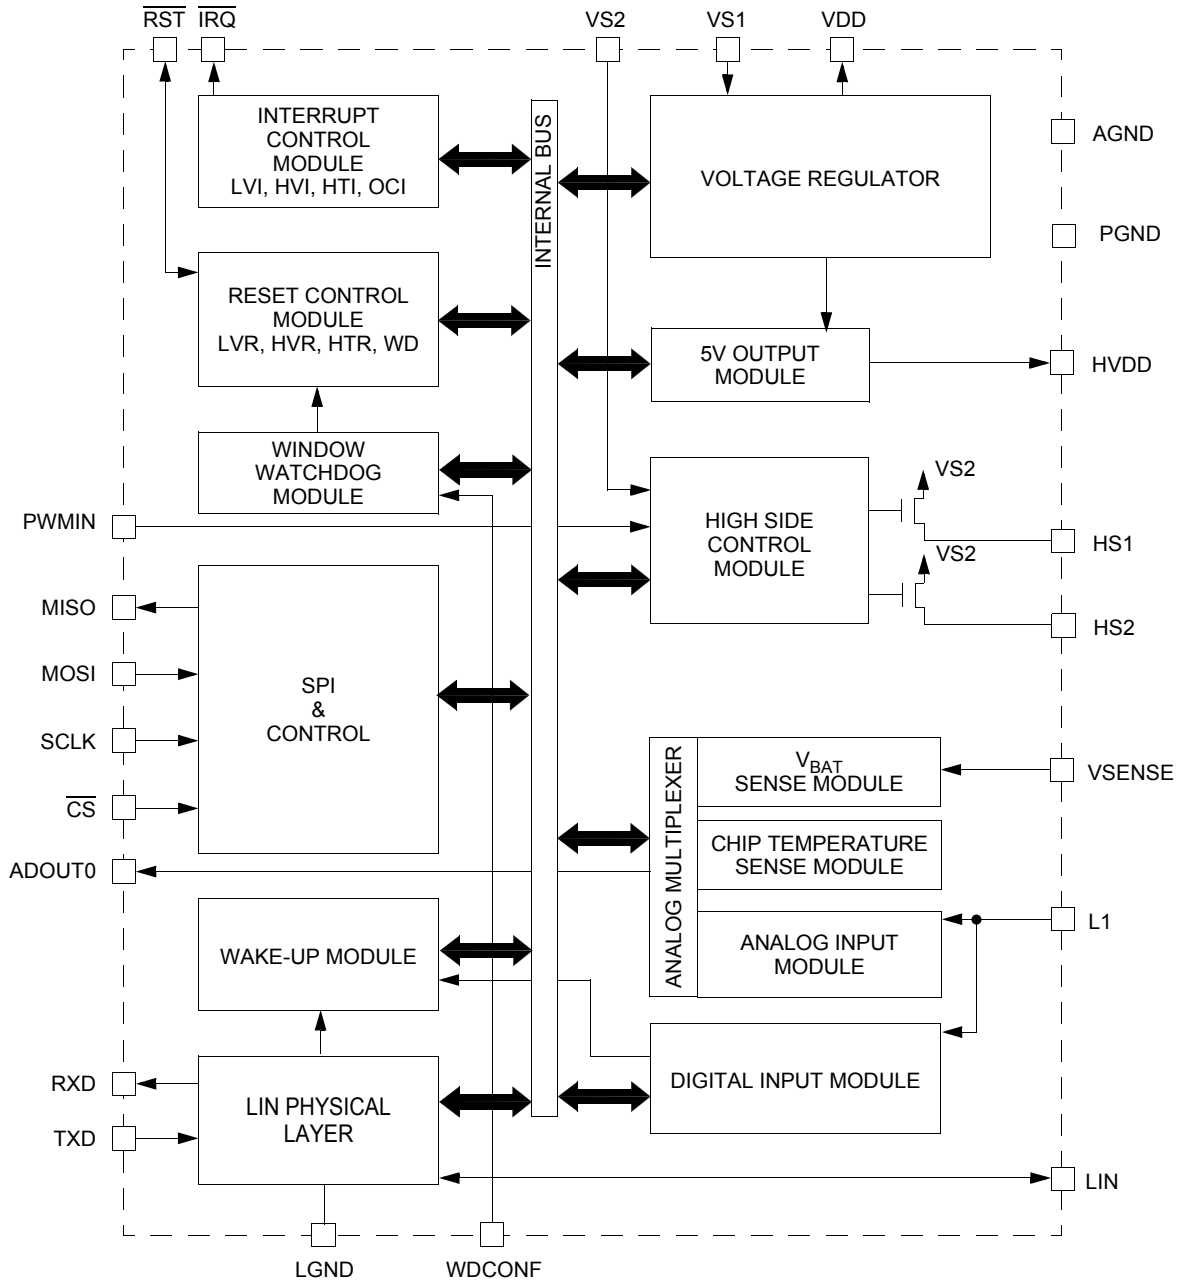 RST IRQ VS2 VS1 VDD
INTERRUPT
CONTROL
MODULE
LVI, HVI, HTI, OCI
INTERNAL BUS
VOLTAGE REGULATOR
AGND
PGND
RESET CONTROL
MODULE
LVR, HVR, HTR, WD
5V OUTPUT
MODULE
HVDD
WINDOW
WATCHDOG
MODULE
PWMIN
HIGH SIDE
CONTROL
MODULE
VS2
HS1
VS2
HS2
MISO
MOSI
SCLK
CS
SPI
&
CONTROL
ADOUT0
ANALOG MULTIPLEXER
VBAT
SENSE MODULE
VSENSE
CHIP TEMPERATURE
SENSE MODULE
ANALOG INPUT
MODULE
L1
WAKE-UP MODULE
DIGITAL INPUT MODULE
RXD
TXD
LIN PHYSICAL
LAYER
LIN
LGND WDCONF